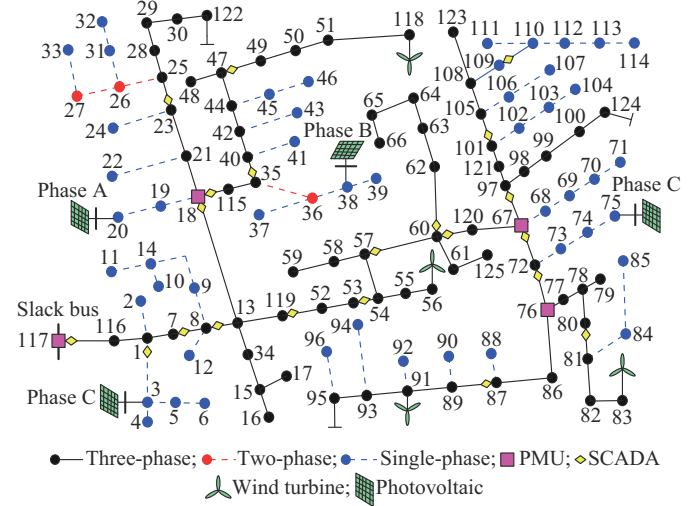 32 29 122 51 118 123 111 110 112 113 114
33 31 30 49 50
28 47 109 107
25 48 46 108 106 104
27 26 44 45 65 64 105 103 124
24 23 42 43 66 63 102 100
Phase B 101 99
22 21 40 41 62 121 98 71
Phase A 19 35 39 97 70
18 115 36 38 67 68 69 75 Phase C
20 37 60 120 74
11 14 59 58 57 61 125 72 73 85
10 9
2 13 119 52 53 55 56 76 77 78 79
Slack bus 54
117 116 7 8 94 80 84
1 34 96 92 90 88 81
12
Phase C 3 15 17 91 86
4 5 6 16 95 93 89 87 82 83
Three-phase; Two-phase; Single-phase; PMU; SCADA
Wind turbine; Photovoltaic